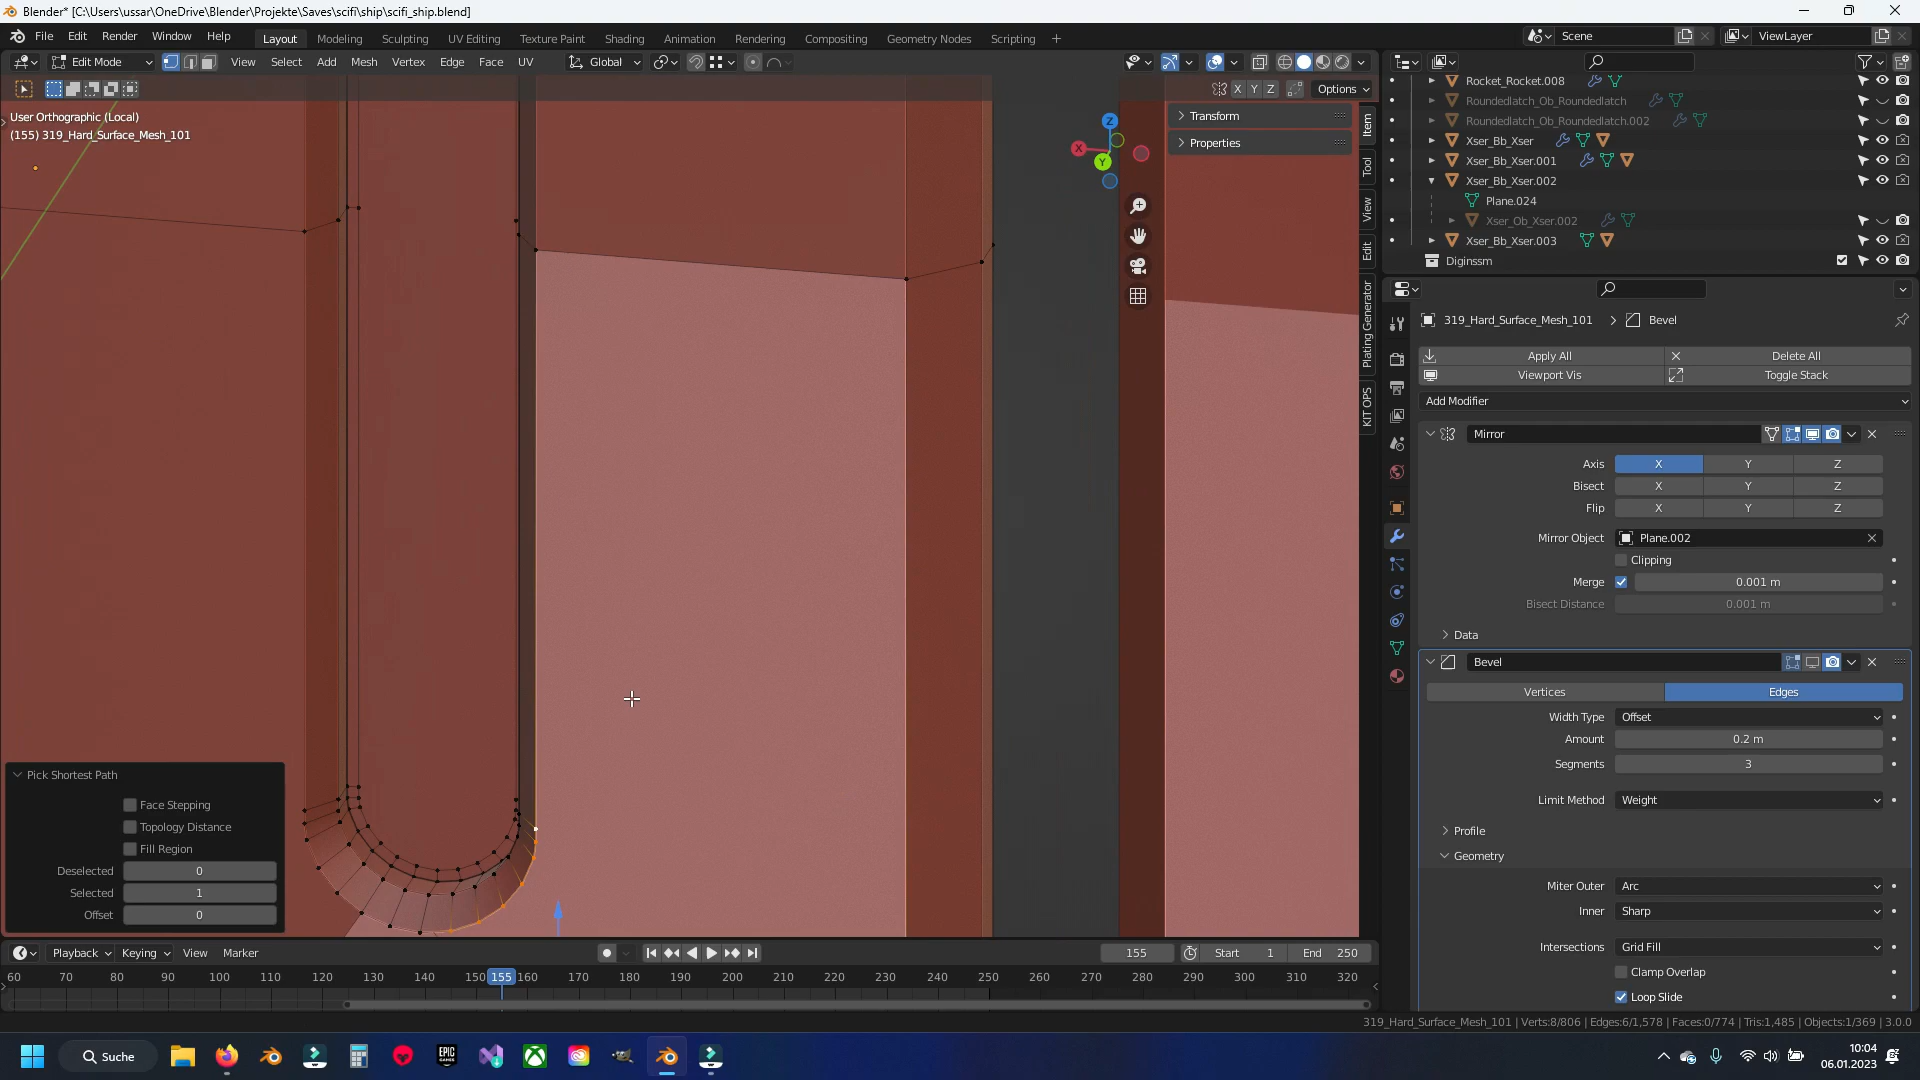 Blender* [C:\Users\ussar\OneDrive\Blender\Projekte\Saves\scifi\ship\scifi_ship.blend]
File Edit Render Window Help Layout Modeling Sculpting UV Editing Texture Paint Shading Animation Rendering Compositing Geometry Nodes Scripting + Scene ViewLayer
Edit Mode View Select Add Mesh Vertex Edge Face UV Global
X Y Z Options
User Orthographic (Local)
(155) 319_Hard_Surface_Mesh_101
Transform
Properties
Z
X
Y
Item
Tool
View
Edit
Plating Generator
KIT OPS
Rocket_Rocket.008
Roundedlatch_Ob_Roundedlatch
Roundedlatch_Ob_Roundedlatch.002
Xser_Bb_Xser
Xser_Bb_Xser.001
Xser_Bb_Xser.002
Plane.024
Xser_Ob_Xser.002
Xser_Bb_Xser.003
Diginssm
319_Hard_Surface_Mesh_101 > Bevel
Apply All Delete All
Viewport Vis Toggle Stack
Add Modifier
Mirror
Axis X Y Z
Bisect X Y Z
Flip X Y Z
Mirror Object Plane.002
Clipping
Merge 0.001 m
Bisect Distance 0.001 m
Data
Bevel
Vertices Edges
Width Type Offset
Amount 0.2 m
Segments 3
Limit Method Weight
Profile
Geometry
Miter Outer Arc
Inner Sharp
Intersections Grid Fill
Clamp Overlap
Loop Slide
Pick Shortest Path
Face Stepping
Topology Distance
Fill Region
Deselected 0
Selected 1
Offset 0
Playback Keying View Marker 155 Start 1 End 250
60 70 80 90 100 110 120 130 140 150 155 160 170 180 190 200 210 220 230 240 250 260 270 280 290 300 310 320
319_Hard_Surface_Mesh_101 | Verts:8/806 | Edges:6/1,578 | Faces:0/774 | Tris:1,485 | Objects:1/369 | 3.0.0
Suche
EPIC GAMES
10:04
06.01.2023